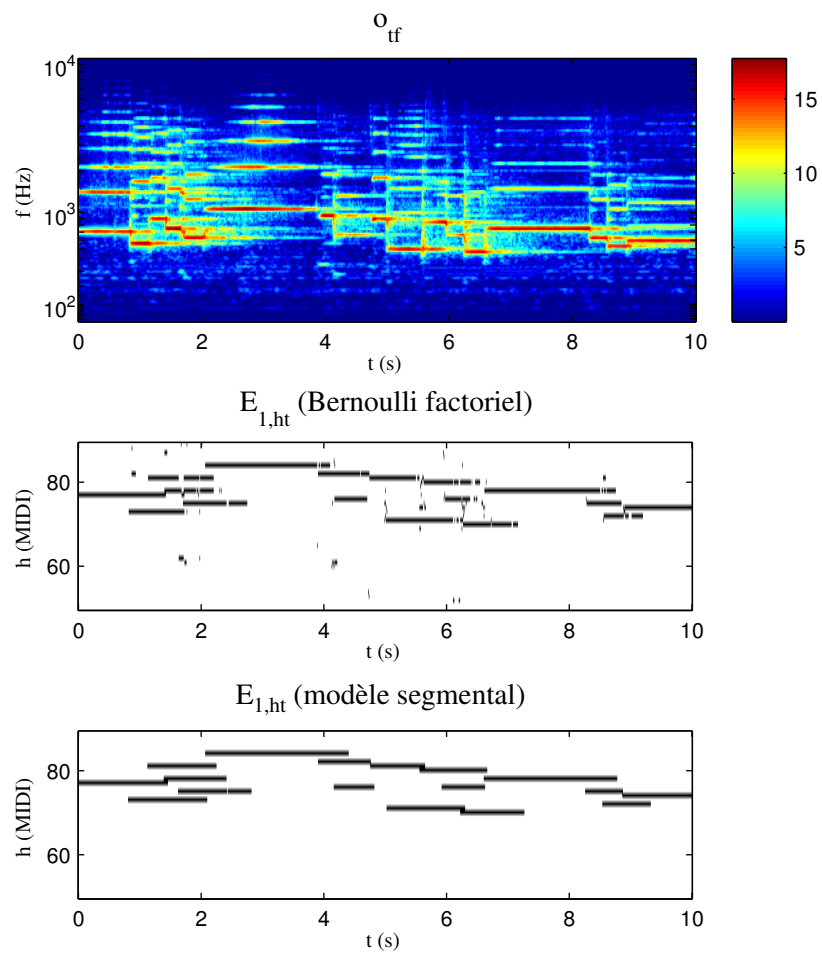 o_tf
10^4
10^3
10^2
f (Hz)
0 2 4 6 8 10
t (s)
15
10
5
E_1,ht (Bernoulli factoriel)
80
60
h (MIDI)
0 2 4 6 8 10
t (s)
E_1,ht (modèle segmental)
80
60
h (MIDI)
0 2 4 6 8 10
t (s)